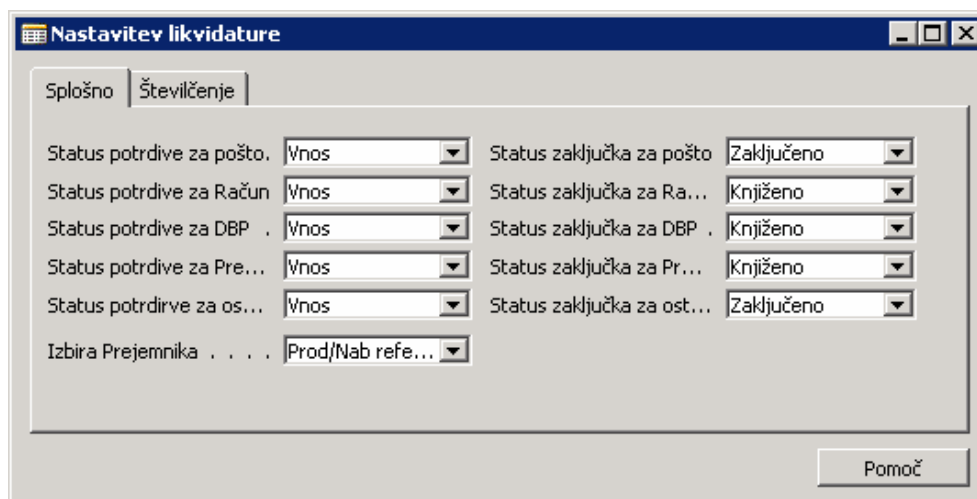 Nastavitev likvidature
Splošno Številčenje
Status potrdive za pošto. Vnos Status zaključka za pošto Zaključeno
Status potrdive za Račun Vnos Status zaključka za Ra... Knjiženo
Status potrdive za DBP . Vnos Status zaključka za DBP . Knjiženo
Status potrdive za Pre... Vnos Status zaključka za Pr... Knjiženo
Status potrdirve za os... Vnos Status zaključka za ost... Zaključeno
Izbira Prejemnika . . . . Prod/Nab refe...
Pomoč